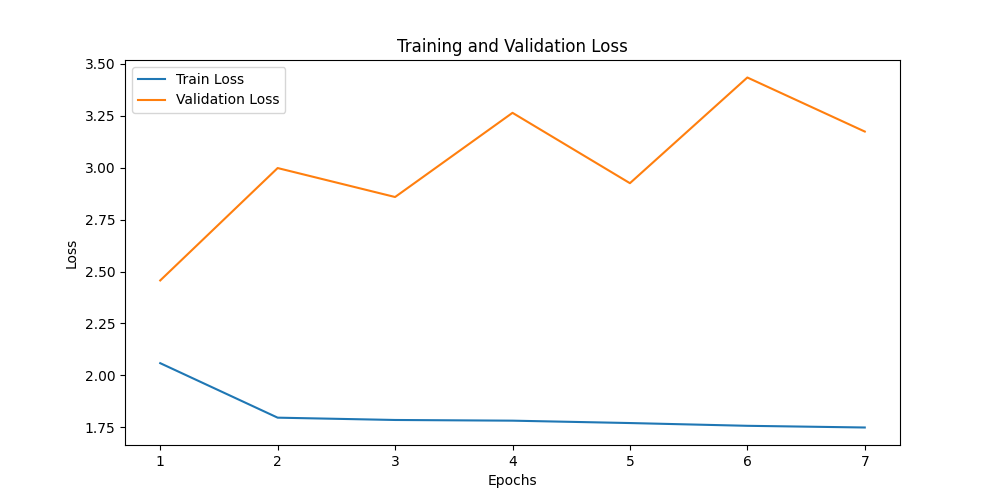 Training and Validation Loss
Train Loss
Validation Loss
3.50
3.25
3.00
2.75
2.50
2.25
2.00
1.75
Loss
1 2 3 4 5 6 7
Epochs